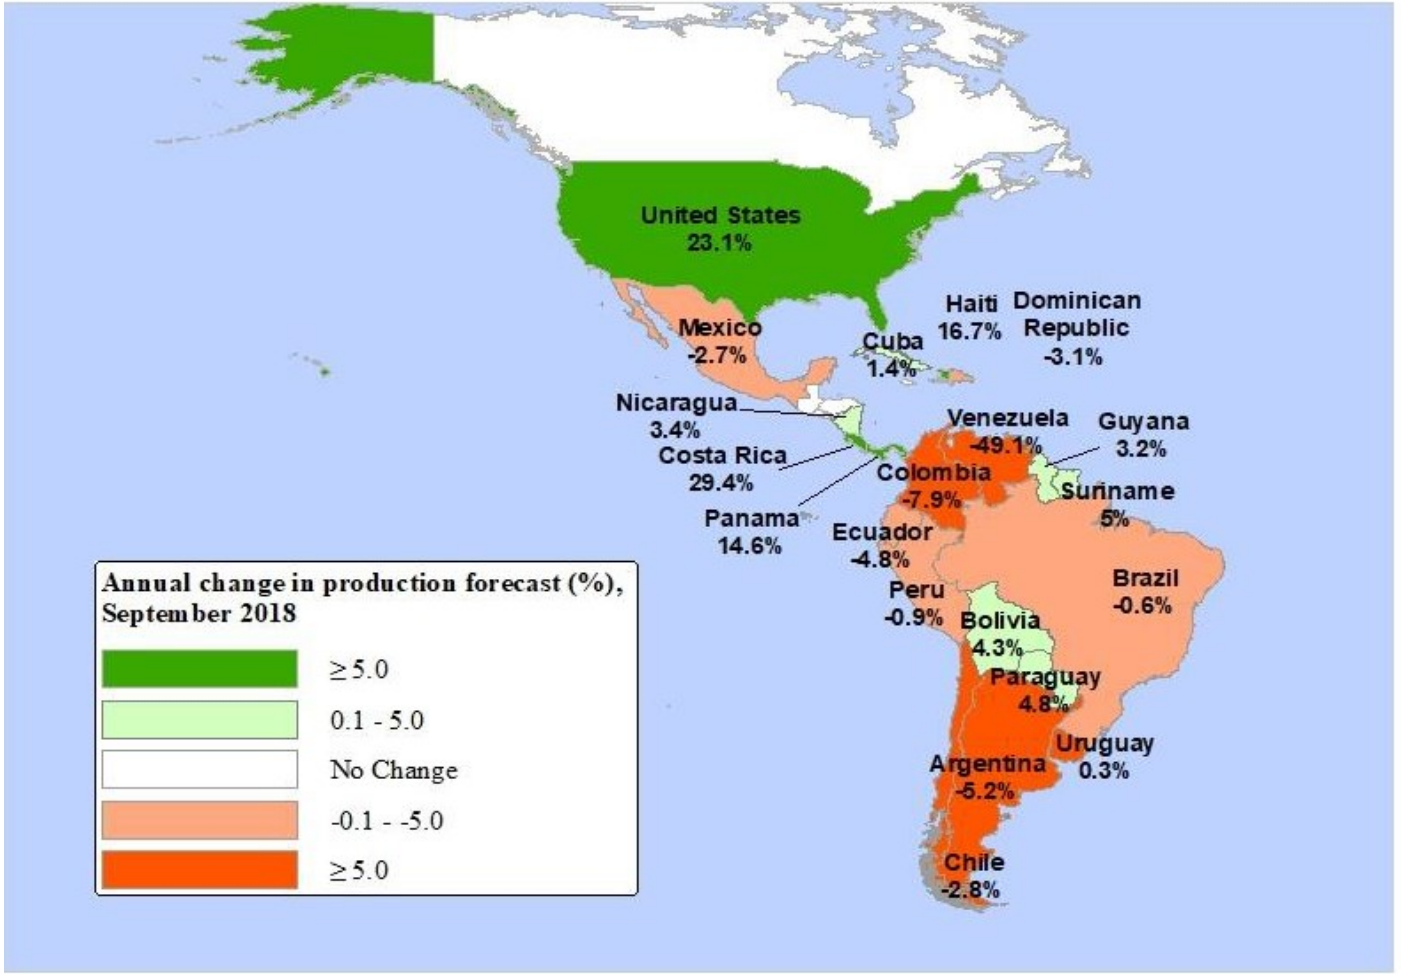 United States
23.1%
Haiti
16.7%
Dominican
Republic
-3.1%
Mexico
-2.7%
Cuba
1.4%
Nicaragua
3.4%
Costa Rica
29.4%
Panama
14.6%
Venezuela
-49.1%
Guyana
3.2%
Colombia
-7.9%
Suriname
5%
Ecuador
-4.8%
Peru
-0.9%
Brazil
-0.6%
Bolivia
4.3%
Paraguay
4.8%
Uruguay
0.3%
Argentina
-5.2%
Chile
-2.8%
Annual change in production forecast (%),
September 2018
≥ 5.0
0.1 - 5.0
No Change
-0.1 - -5.0
≥ 5.0